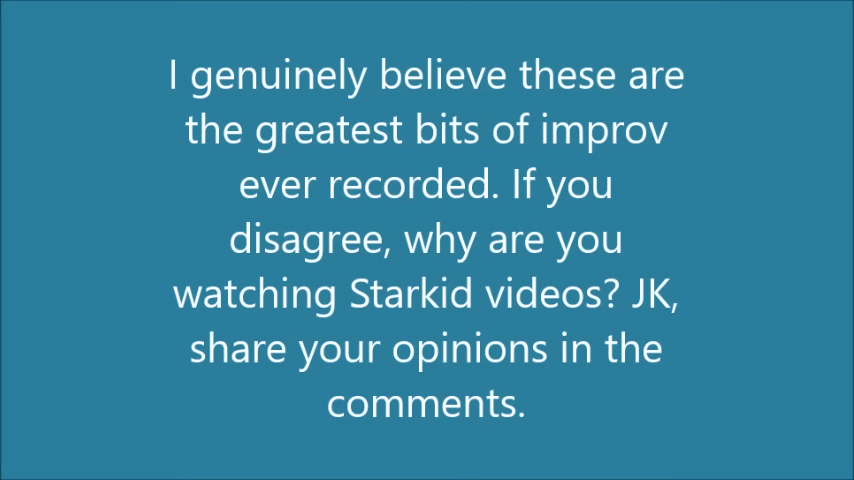 I genuinely believe these are
the greatest bits of improv
ever recorded. If you
disagree, why are you
watching Starkid videos? JK,
share your opinions in the
comments.